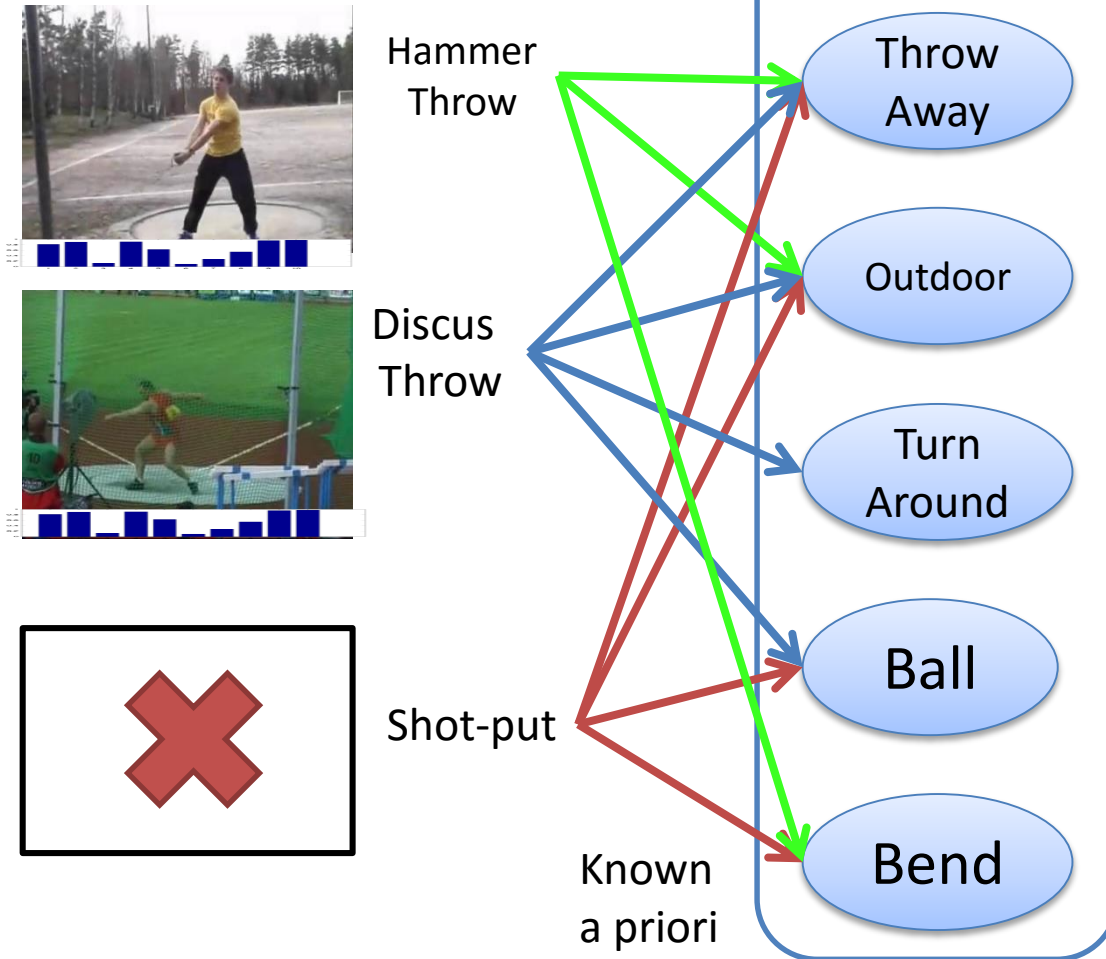 Hammer
Throw
Discus
Throw
Shot-put
Known
a priori
Throw
Away
Outdoor
Turn
Around
Ball
Bend